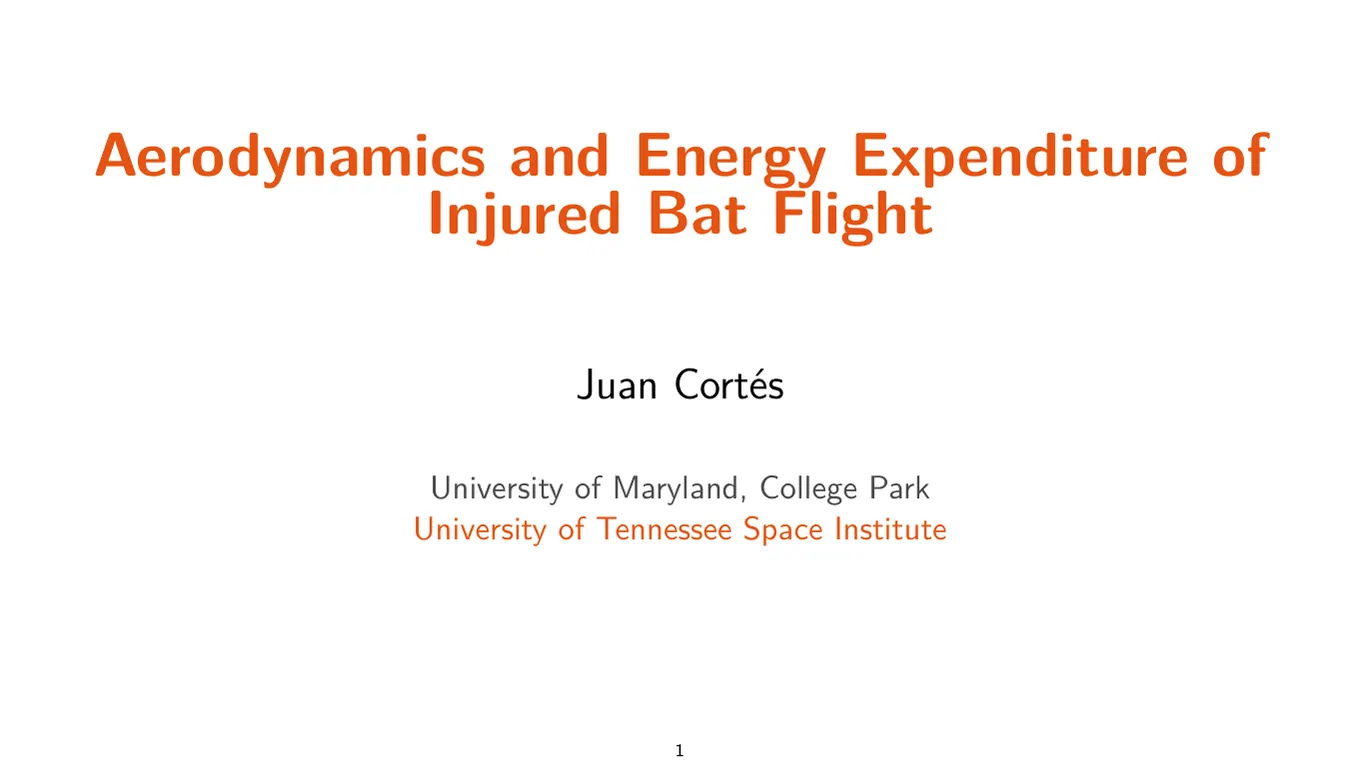 Aerodynamics and Energy Expenditure of
Injured Bat Flight
Juan Cortés
University of Maryland, College Park
University of Tennessee Space Institute
1